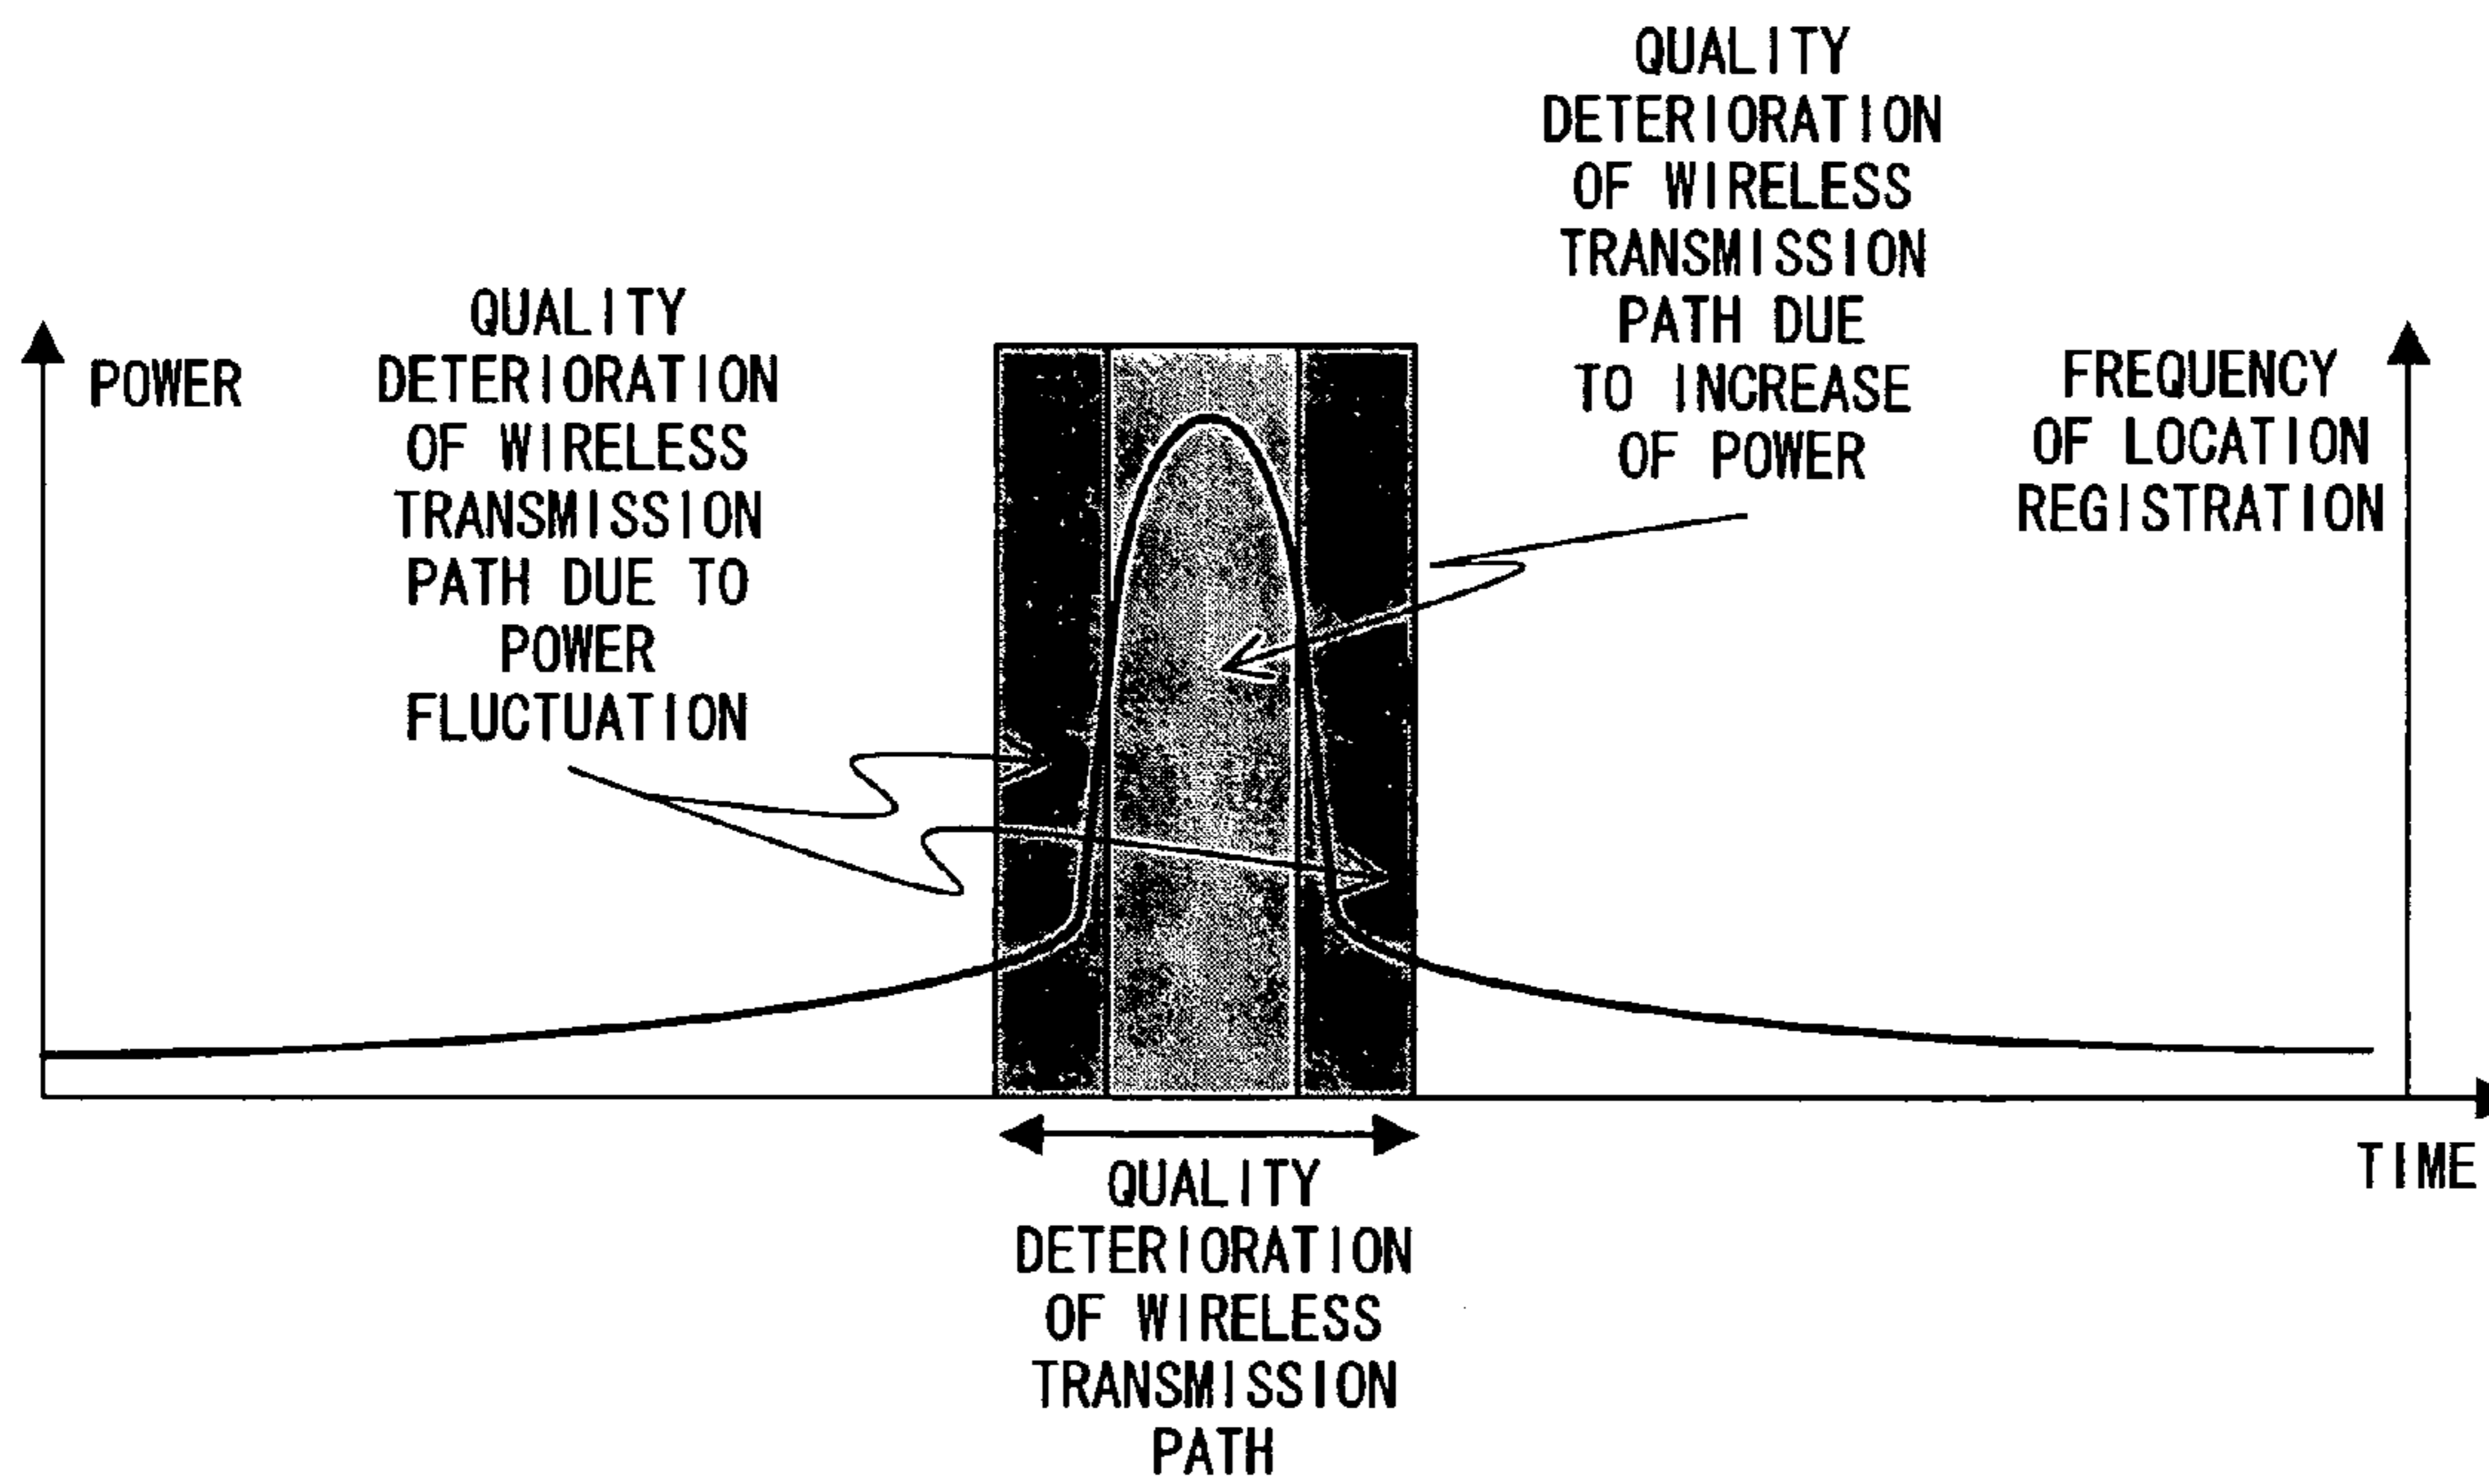 QUALITY
DETERIORATION
OF WIRELESS
TRANSMISSION
PATH DUE
TO INCREASE
OF POWER
QUALITY
DETERIORATION
OF WIRELESS
TRANSMISSION
PATH DUE TO
POWER
FLUCTUATION
POWER
FREQUENCY
OF LOCATION
REGISTRATION
TIME
QUALITY
DETERIORATION
OF WIRELESS
TRANSMISSION
PATH